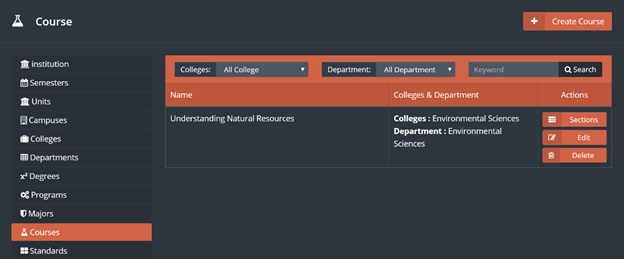 Course
Create Course
institution
Semesters
Units
Campuses
Colleges
Departments
x² Degrees
Programs
Majors
Courses
Standards
Colleges: All College Department: All Department Keyword Search
Name Colleges & Department Actions
Understanding Natural Resources
Colleges : Environmental Sciences
Department : Environmental
Sciences
Sections
Edit
Delete